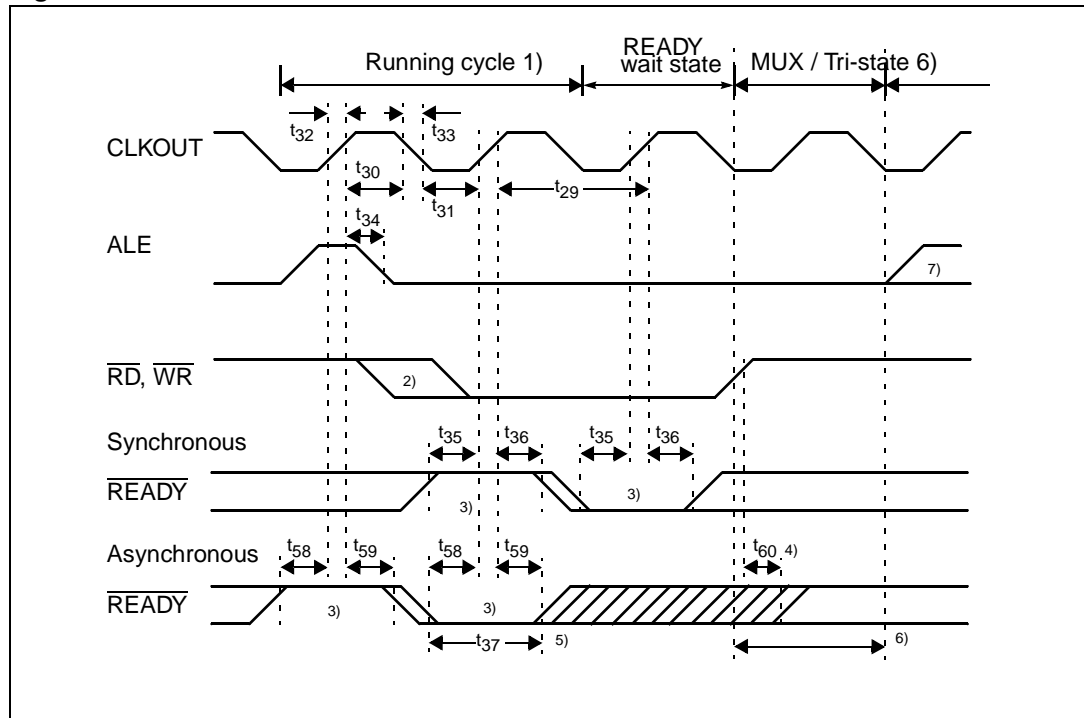 READY
Running cycle 1)
wait state
MUX / Tri-state 6)
t32
t33
CLKOUT
t30
t31
t29
t34
ALE
7)
RD, WR
2)
t35
t36
t35
t36
Synchronous
READY
3)
3)
Asynchronous
t58
t59
t58
t59
t60 4)
READY
3)
3)
t37
5)
6)